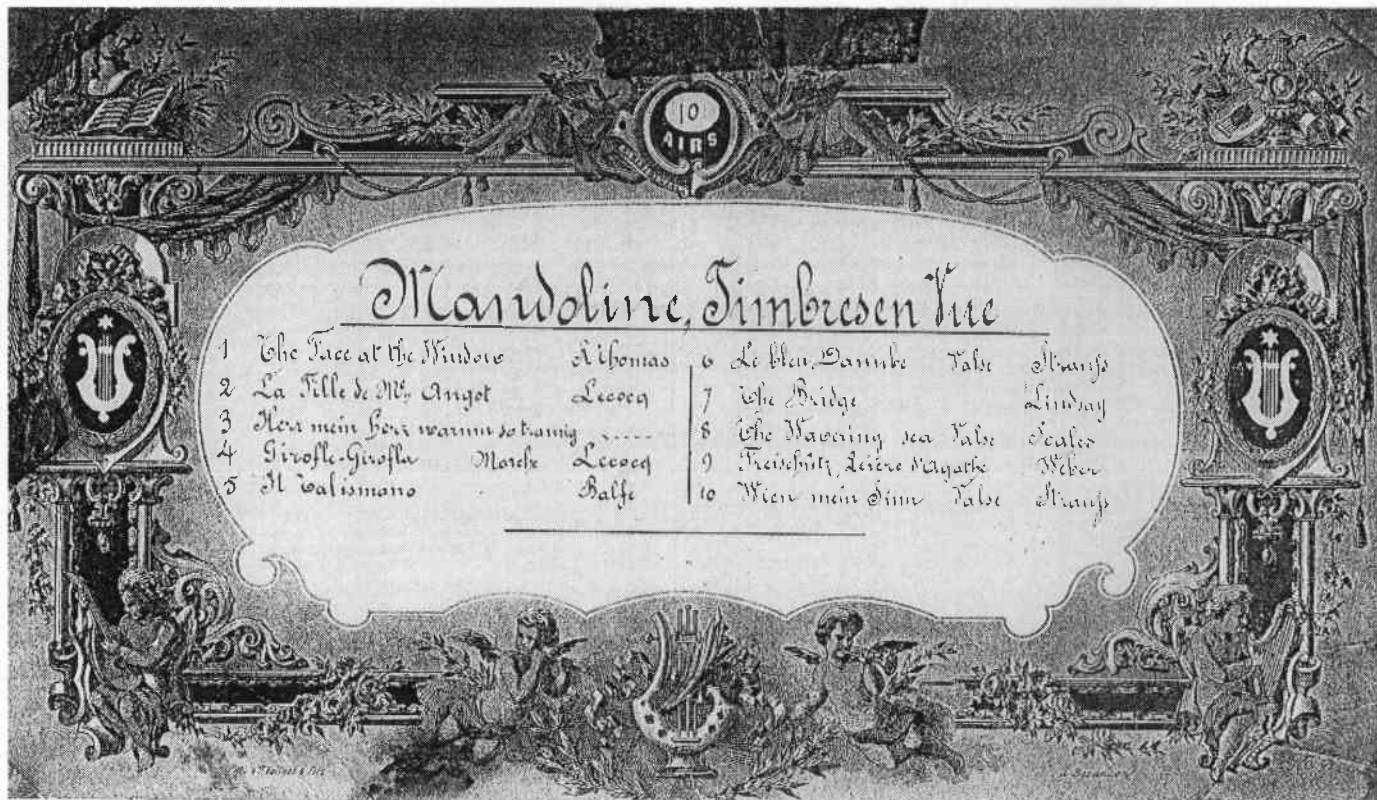 10
AIRS
Mandoline, Timbresen Vue
1 The Face at the Window A Thomas
2 La Fille de Me. Angot Lecocq
3 Herz mein Herz warum so traurig ......
4 Girofle-Girofla Marche Lecocq
5 Il Talismano Balfe
6 Le bleu Danube Valse Strauss
7 The Bridge Lindsay
8 The Wavering sea Valse Scales
9 Freischütz, d'Agathe Weber
10 Wien mein Sinn Valse Strauss